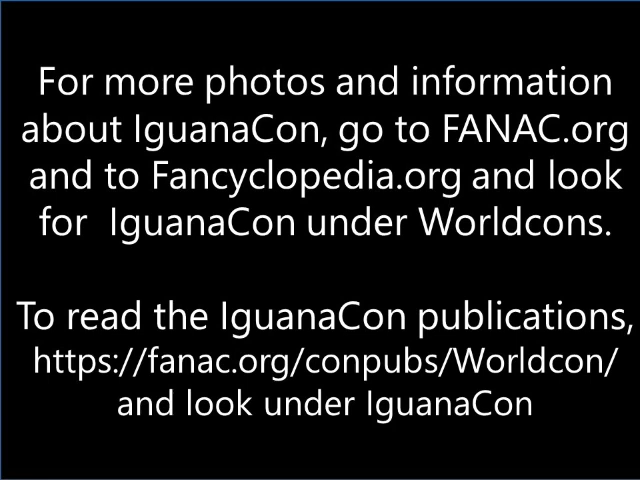 For more photos and information
about IguanaCon, go to FANAC.org
and to Fancyclopedia.org and look
for  IguanaCon under Worldcons.
To read the IguanaCon publications,
https://fanac.org/conpubs/Worldcon/
and look under IguanaCon